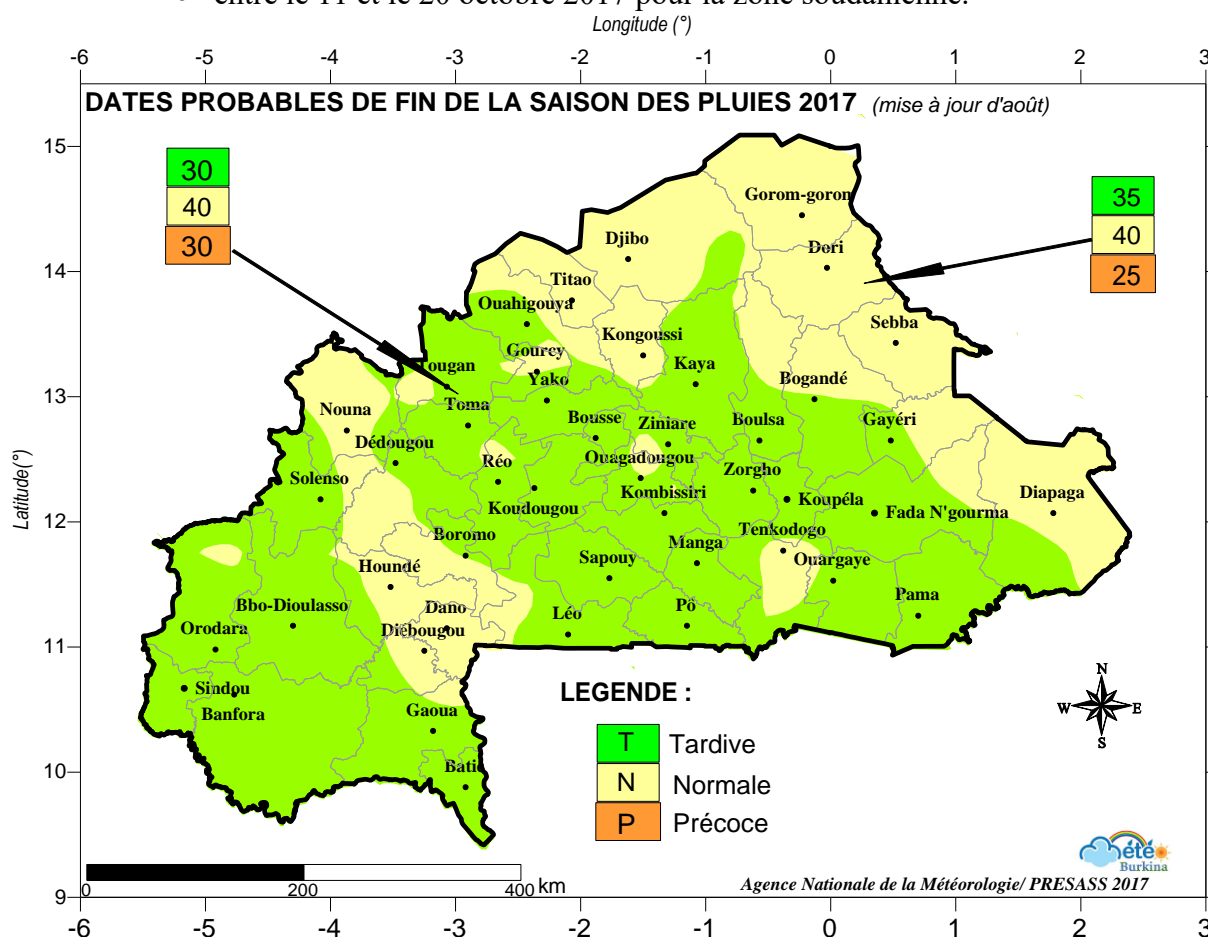 entre le 11 et le 20 octobre 2017 pour la zone soudanienne.
Longitude (°)
-6 -5 -4 -3 -2 -1 0 1 2 3
DATES PROBABLES DE FIN DE LA SAISON DES PLUIES 2017 (mise à jour d'août)
15
30
40
30
35
40
25
Gorom-goron
Djibo
Dori
14
Titao
Ouahigouya
Sebba
Kongoussi
Gourcy
Tougan
Kaya
Yako
Bogandé
13
Nouna
Toma
Bousse
Ziniare
Boulsa
Gayéri
Dédougou
Réo
Ouagadougou
Zorgho
Solenso
Kombissiri
Koupéla
Diapaga
Koudougou
Fada N'gourma
12
Latitude(°)
Boromo
Tenkodogo
Manga
Houndé
Sapouy
Ouargaye
Bbo-Dioulasso
Dano
Léo
Pô
Pama
Orodara
Diébougou
11
Sindou
Banfora
Gaoua
LEGENDE :
N
W E
S
T Tardive
10
Bati
N Normale
P Précoce
été
Burkina
0 200 400 km
Agence Nationale de la Météorologie/ PRESASS 2017
9
-6 -5 -4 -3 -2 -1 0 1 2 3